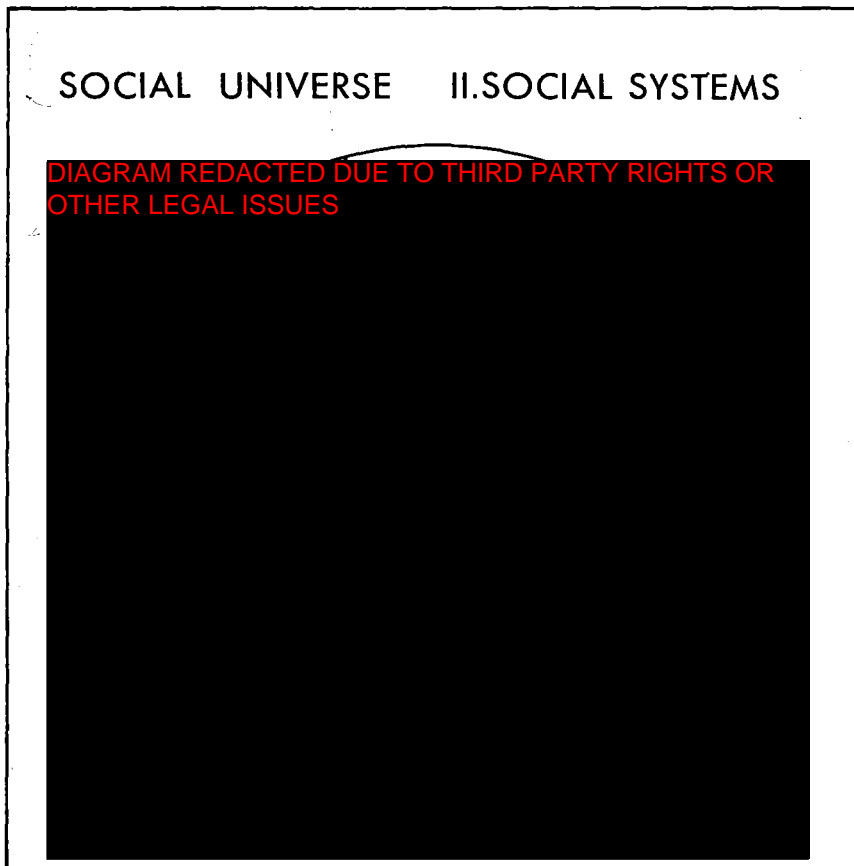 SOCIAL UNIVERSE II.SOCIAL SYSTEMS
DIAGRAM REDACTED DUE TO THIRD PARTY RIGHTS OR
OTHER LEGAL ISSUES